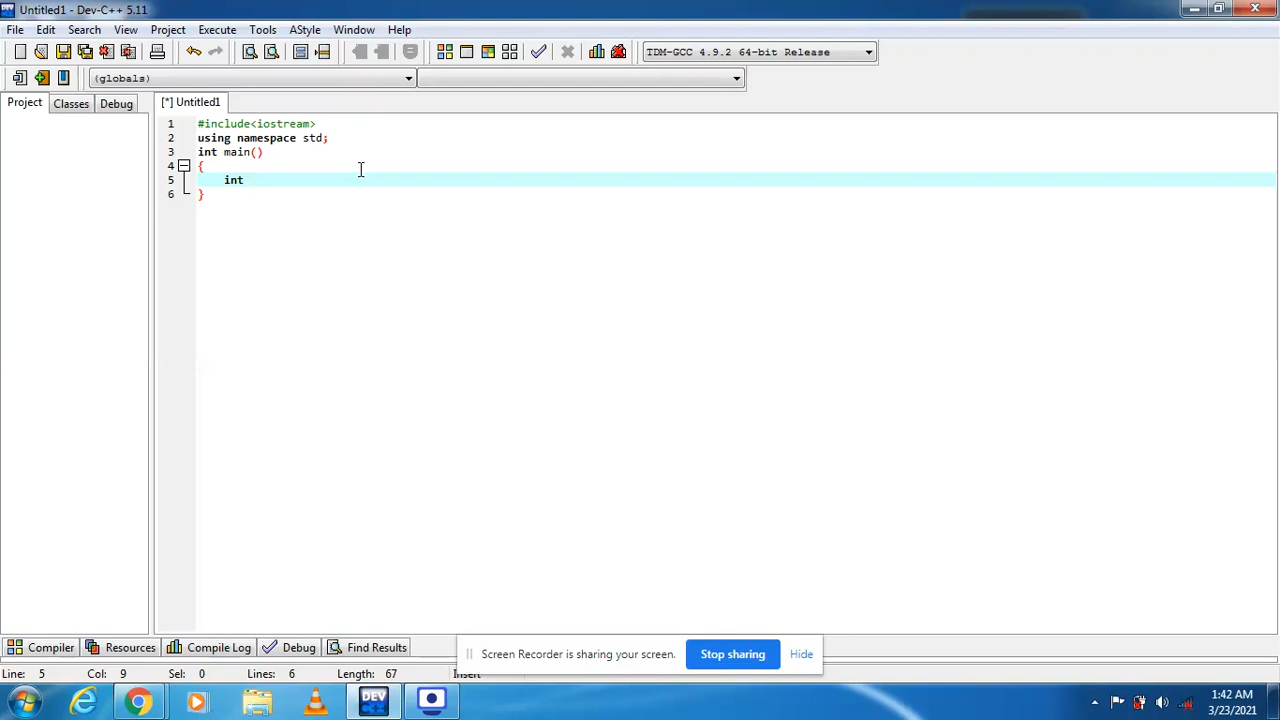 Untitled1 - Dev-C++ 5.11
File Edit Search View Project Execute Tools AStyle Window Help
TDM-GCC 4.9.2 64-bit Release
(globals)
Project Classes Debug
[*] Untitled1
1 #include<iostream>
2 using namespace std;
3 int main()
4 {
5 int
6 }
Compiler Resources Compile Log Debug Find Results
Screen Recorder is sharing your screen. Stop sharing Hide
Line: 5 Col: 9 Sel: 0 Lines: 6 Length: 67 Insert
DEV
1:42 AM
3/23/2021